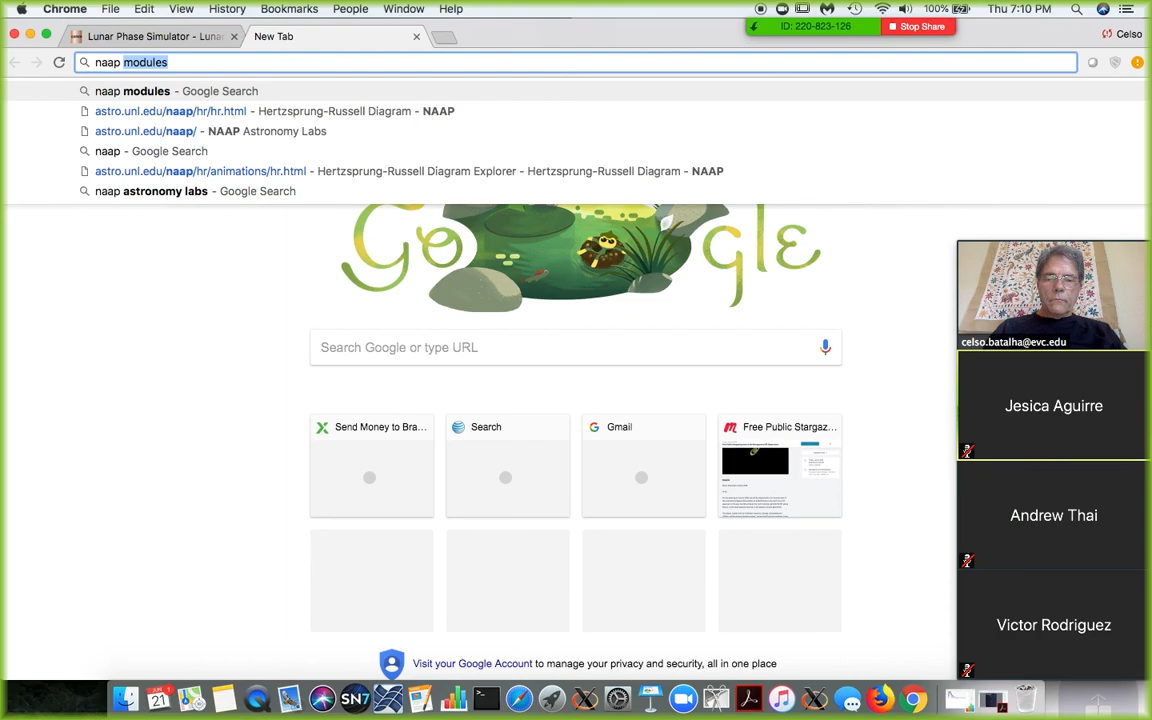 Chrome File Edit View History Bookmarks People Window Help 100% Thu 7:10 PM
ID: 220-823-126 Stop Share
Lunar Phase Simulator - Lunar New Tab Celso
naap modules
naap modules - Google Search
astro.unl.edu/naap/hr/hr.html - Hertzsprung-Russell Diagram - NAAP
astro.unl.edu/naap/ - NAAP Astronomy Labs
naap - Google Search
astro.unl.edu/naap/hr/animations/hr.html - Hertzsprung-Russell Diagram Explorer - Hertzsprung-Russell Diagram - NAAP
naap astronomy labs - Google Search
Google
celso.batalha@evc.edu
Search Google or type URL
Jesica Aguirre
Send Money to Bra... Search Gmail Free Public Stargaz...
Andrew Thai
Victor Rodriguez
Visit your Google Account to manage your privacy and security, all in one place
JUN 21 SN7